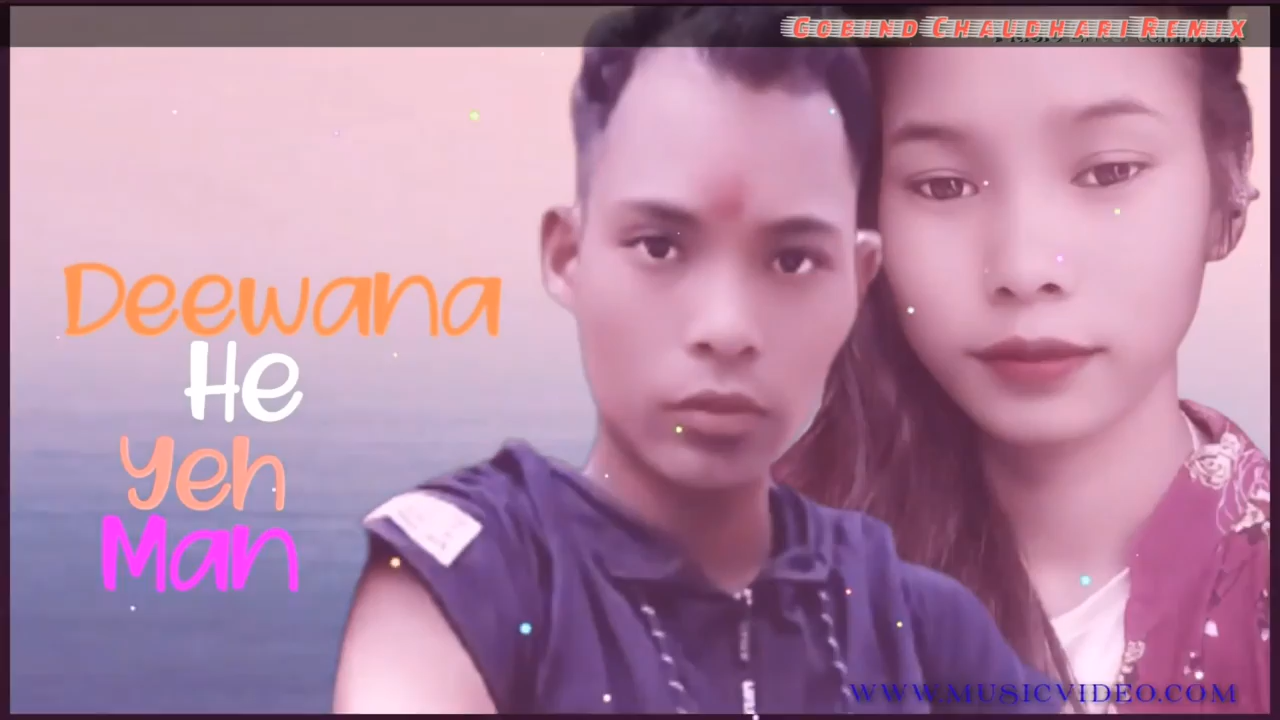 Gobind Chaudhari Remix
Deewana
He
Yeh
Man
WWW.MUSICVIDEO.COM